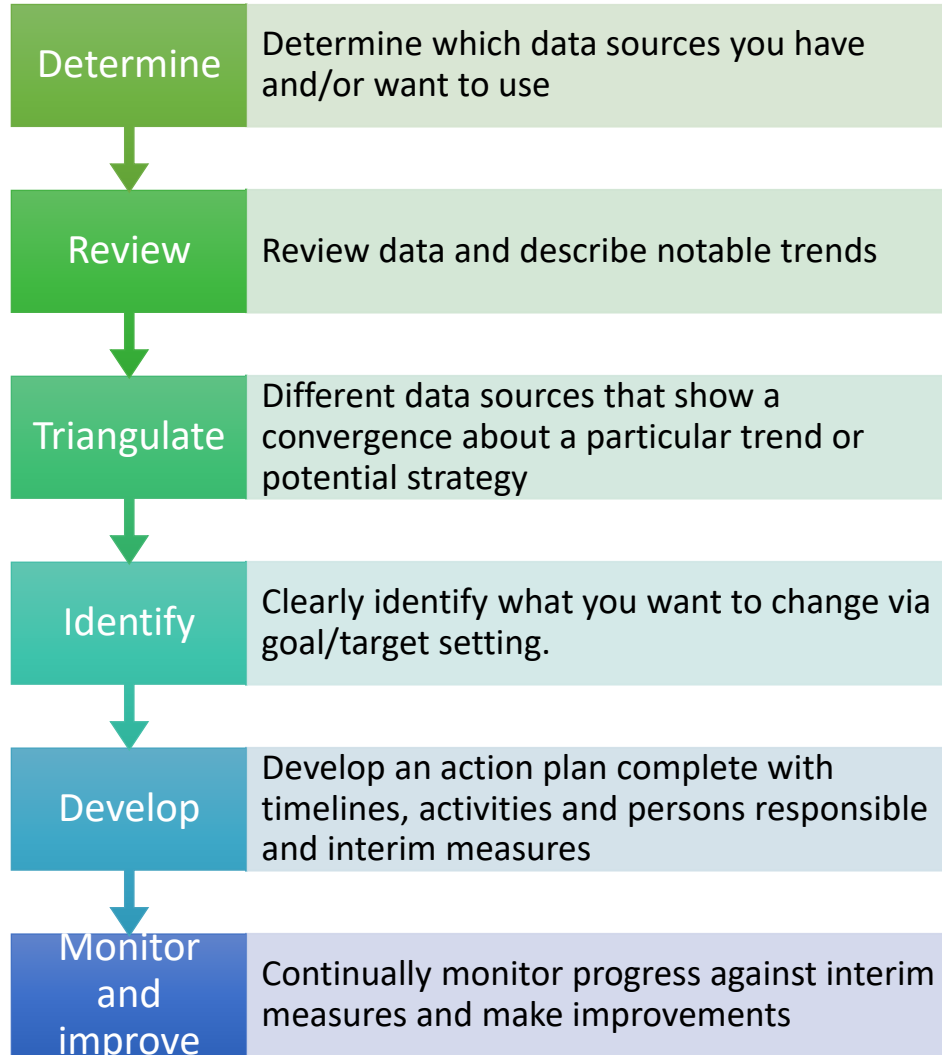 Determine
Determine which data sources you have
and/or want to use
Review
Review data and describe notable trends
Triangulate
Different data sources that show a
convergence about a particular trend or
potential strategy
Identify
Clearly identify what you want to change via
goal/target setting.
Develop
Develop an action plan complete with
timelines, activities and persons responsible
and interim measures
Monitor
and
improve
Continually monitor progress against interim
measures and make improvements